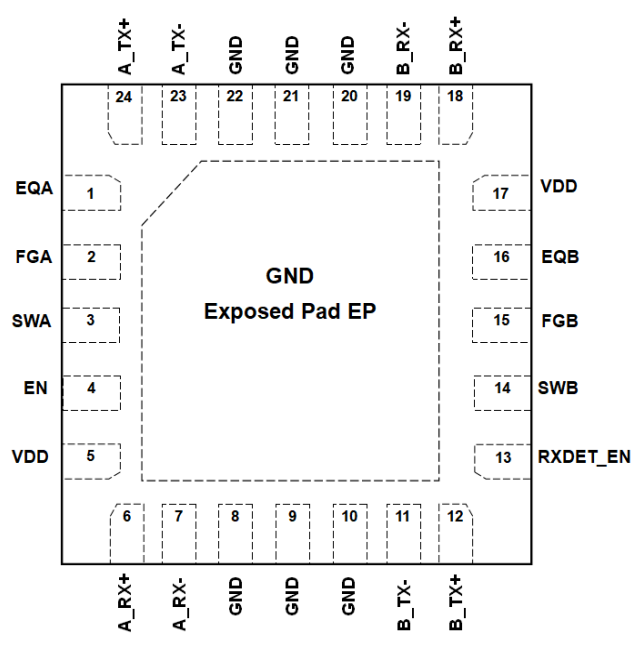 A_TX+ A_TX- GND GND GND B_RX- B_RX+
24 23 22 21 20 19 18
EQA 1 17 VDD
FGA 2 16 EQB
GND
Exposed Pad EP
SWA 3 15 FGB
EN 4 14 SWB
VDD 5 13 RXDET_EN
6 7 8 9 10 11 12
A_RX+ A_RX- GND GND GND B_TX- B_TX+